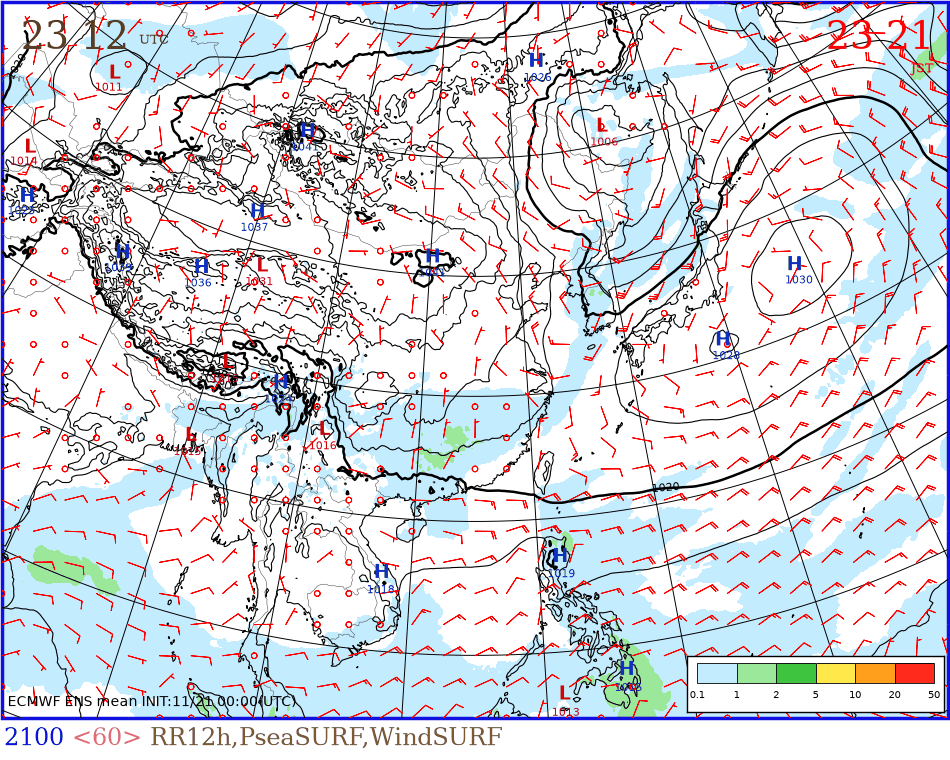 23 12 UTC
23-21 JST
H
1026
L
1011
L
1006
H
L
1014
H
H
1037
H
H
1036
L
1031
H
H
1030
H
1028
L
H
L
L
1016
1020
H
1019
H
1018
H
L
1013
0.1 1 2 5 10 20 50
ECMWF ENS mean INIT:11/21 00:00(UTC)
2100 <60> RR12h,PseaSURF,WindSURF